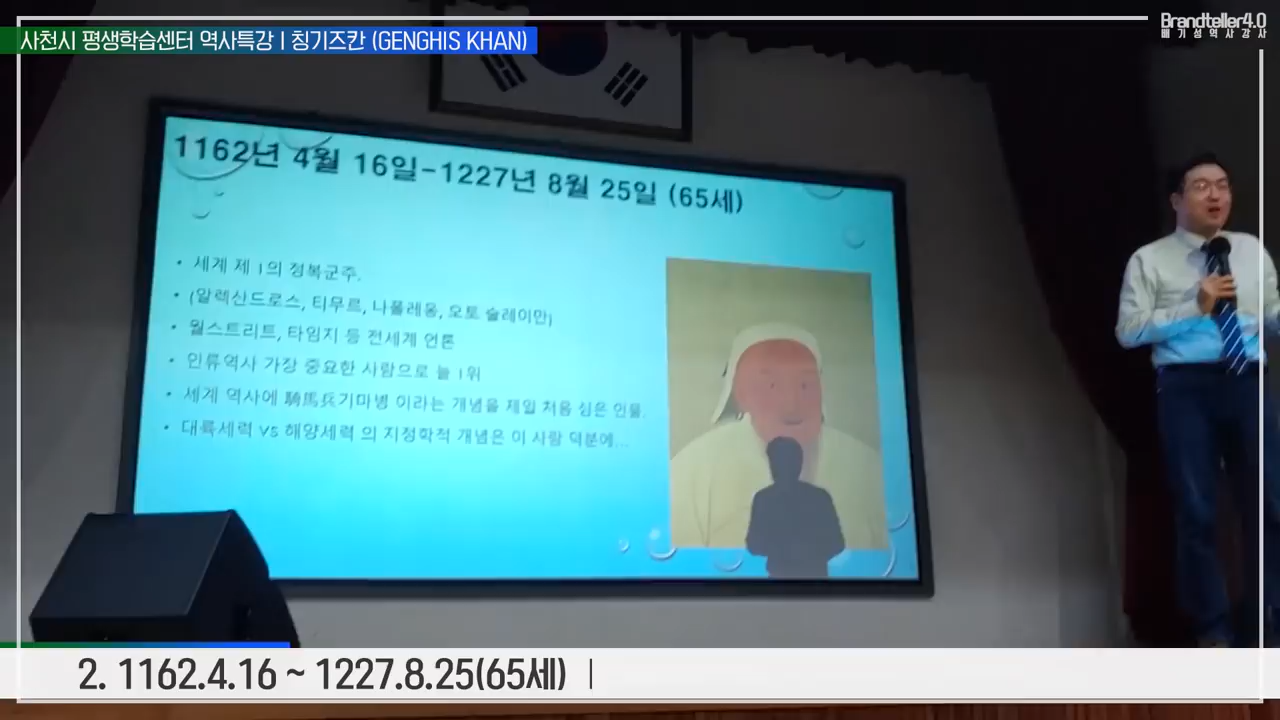 사천시 평생학습센터 역사특강 | 칭기즈칸 (GENGHIS KHAN)
Brandteller4.0
배기성역사강사
1162년 4월 16일-1227년 8월 25일 (65세)
• 세계 제 1의 정복군주.
• (알렉산드로스, 티무르, 나폴레옹, 오토 술레이만)
• 월스트리트, 타임지 등 전세계 언론
• 인류역사 가장 중요한 사람으로 늘 1위
• 세계 역사에 騎馬兵기마병 이라는 개념을 제일 처음 심은 인물.
• 대륙세력 vs 해양세력 의 지정학적 개념은 이 사람 덕분에...
2. 1162.4.16 ~ 1227.8.25(65세) |